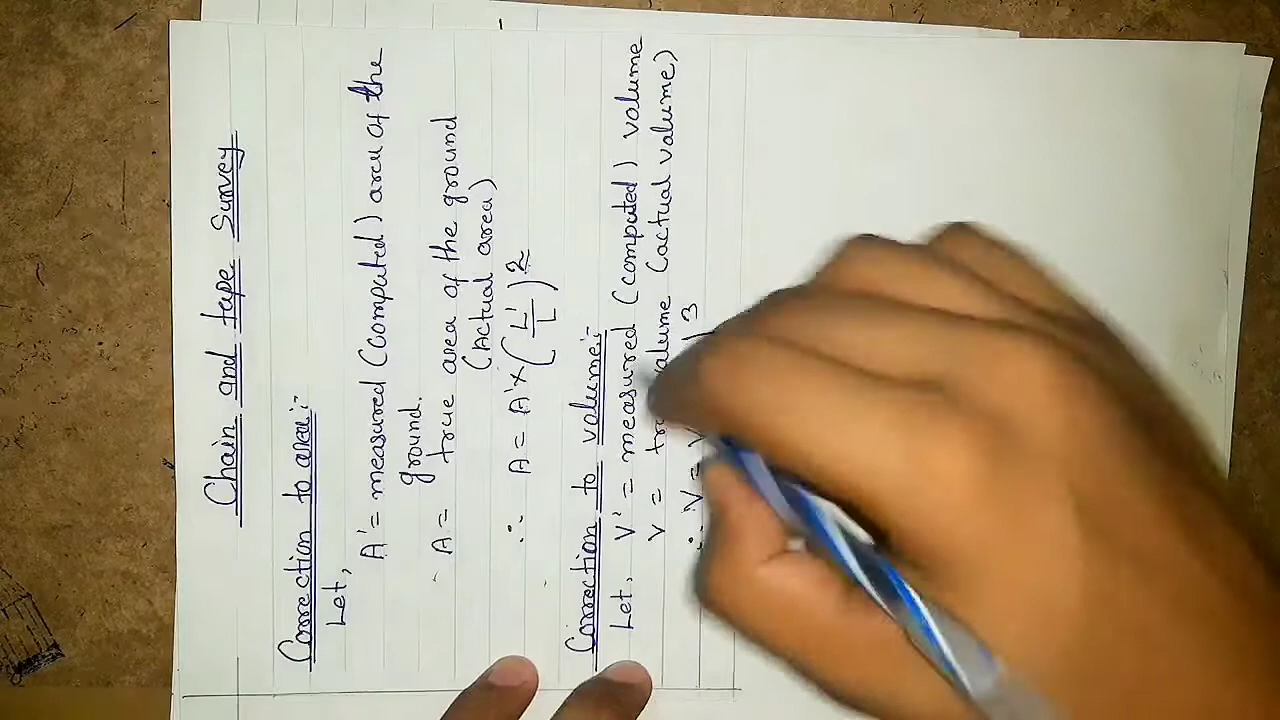 Chain and tape Survey
Correction to area:-
Let,
A' = measured (Computed) area of the
ground.
A = true area of the ground
(Actual area)
∴ A = A' × (L'/L)²
Correction to volume:-
Let, V' = measured (computed) volume
V = volume (actual volume)
∴ V = 3